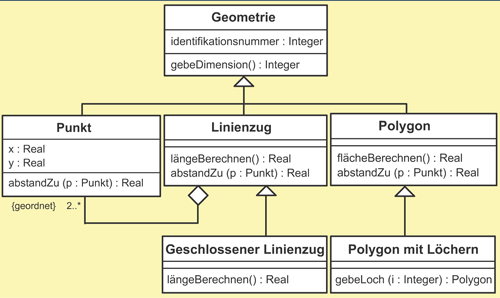 Geometrie
identifikationsnummer : Integer
gebeDimension() : Integer
Punkt
x : Real
y : Real
abstandZu (p : Punkt) : Real
Linienzug
längeBerechnen() : Real
abstandZu (p : Punkt) : Real
Polygon
flächeBerechnen() : Real
abstandZu (p : Punkt) : Real
{geordnet} 2..*
Geschlossener Linienzug
längeBerechnen() : Real
Polygon mit Löchern
gebeLoch (i : Integer) : Polygon